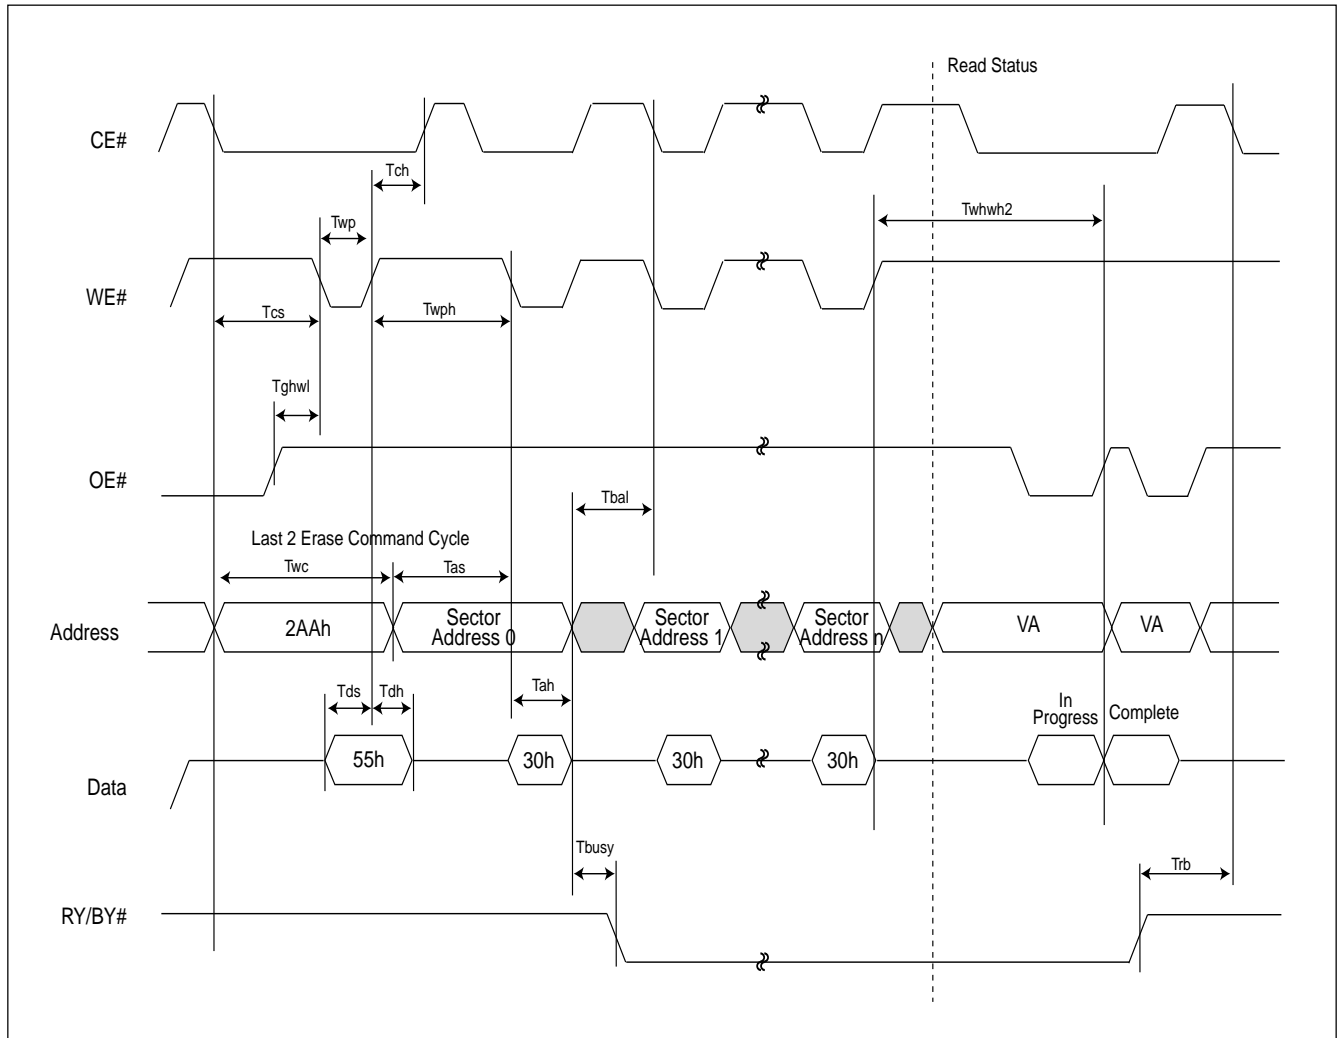 Read Status
CE#
Tch
Twhwh2
Twp
WE#
Tcs
Twph
Tghwl
OE#
Tbal
Last 2 Erase Command Cycle
Twc
Tas
Address
2AAh
Sector
Address 0
Sector
Address 1
Sector
Address n
VA
VA
Tds
Tdh
Tah
In
Progress
Complete
Data
55h
30h
30h
30h
Tbusy
Trb
RY/BY#